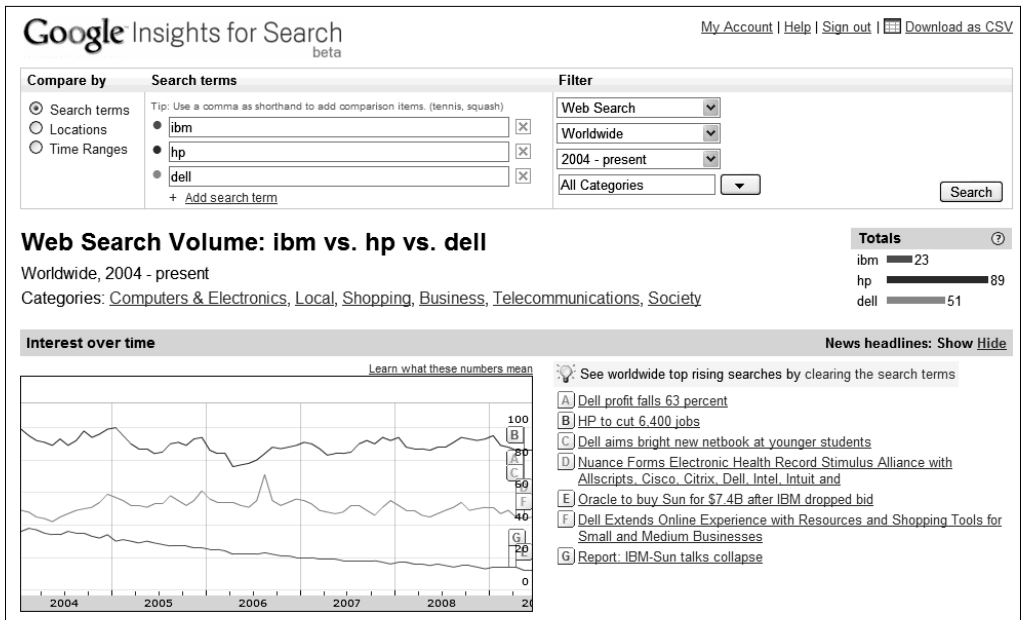 Google Insights for Search
beta
My Account | Help | Sign out | Download as CSV
Compare by
Search terms
Filter
Search terms
Locations
Time Ranges
Tip: Use a comma as shorthand to add comparison items. (tennis, squash)
ibm
hp
dell
+ Add search term
Web Search
Worldwide
2004 - present
All Categories
Search
Web Search Volume: ibm vs. hp vs. dell
Worldwide, 2004 - present
Categories: Computers & Electronics, Local, Shopping, Business, Telecommunications, Society
Totals ?
ibm 23
hp 89
dell 51
Interest over time
News headlines: Show Hide
Learn what these numbers mean
100
B
80
A
C
60
D
F
40
G
20
E
0
2004 2005 2006 2007 2008 20
See worldwide top rising searches by clearing the search terms
A Dell profit falls 63 percent
B HP to cut 6,400 jobs
C Dell aims bright new netbook at younger students
D Nuance Forms Electronic Health Record Stimulus Alliance with
Allscripts, Cisco, Citrix, Dell, Intel, Intuit and
E Oracle to buy Sun for $7.4B after IBM dropped bid
F Dell Extends Online Experience with Resources and Shopping Tools for
Small and Medium Businesses
G Report: IBM-Sun talks collapse